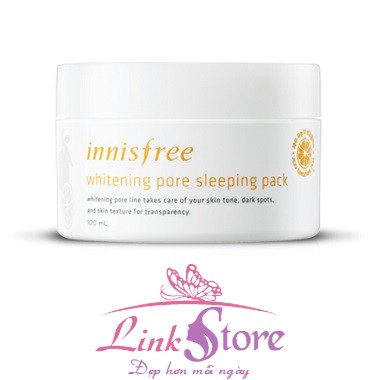 innisfree
whitening pore sleeping pack
whitening pore line takes care of your skin tone, dark spots,
and skin texture for transparency.
100 mL
Link Store
Đẹp hơn mỗi ngày